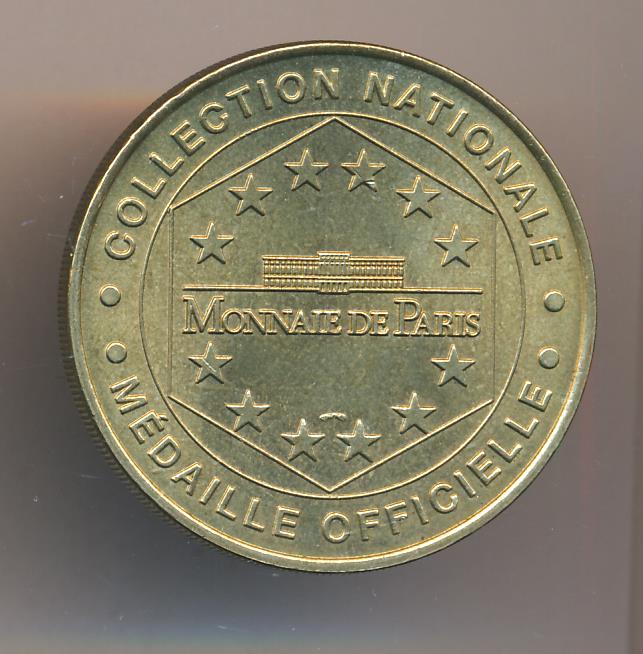 COLLECTION NATIONALE
MONNAIE DE PARIS
MÉDAILLE OFFICIELLE